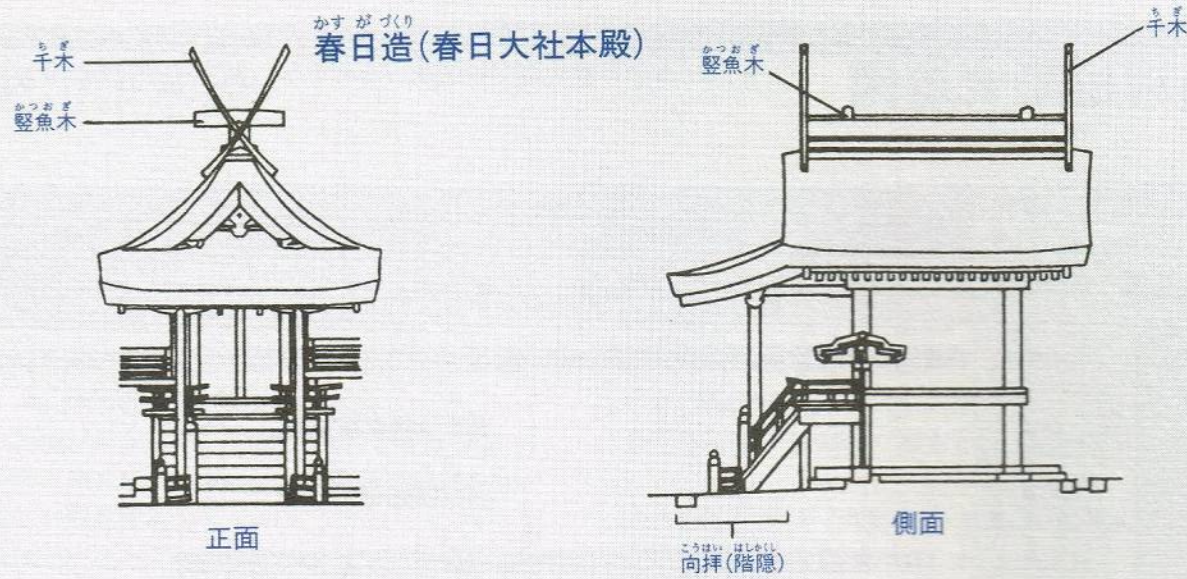 かすがづくり
春日造(春日大社本殿)
ちぎ
千木
かつおぎ
竪魚木
正面
かつおぎ
竪魚木
ちぎ
千木
こうはい はしかくし
向拝(階隠)
側面